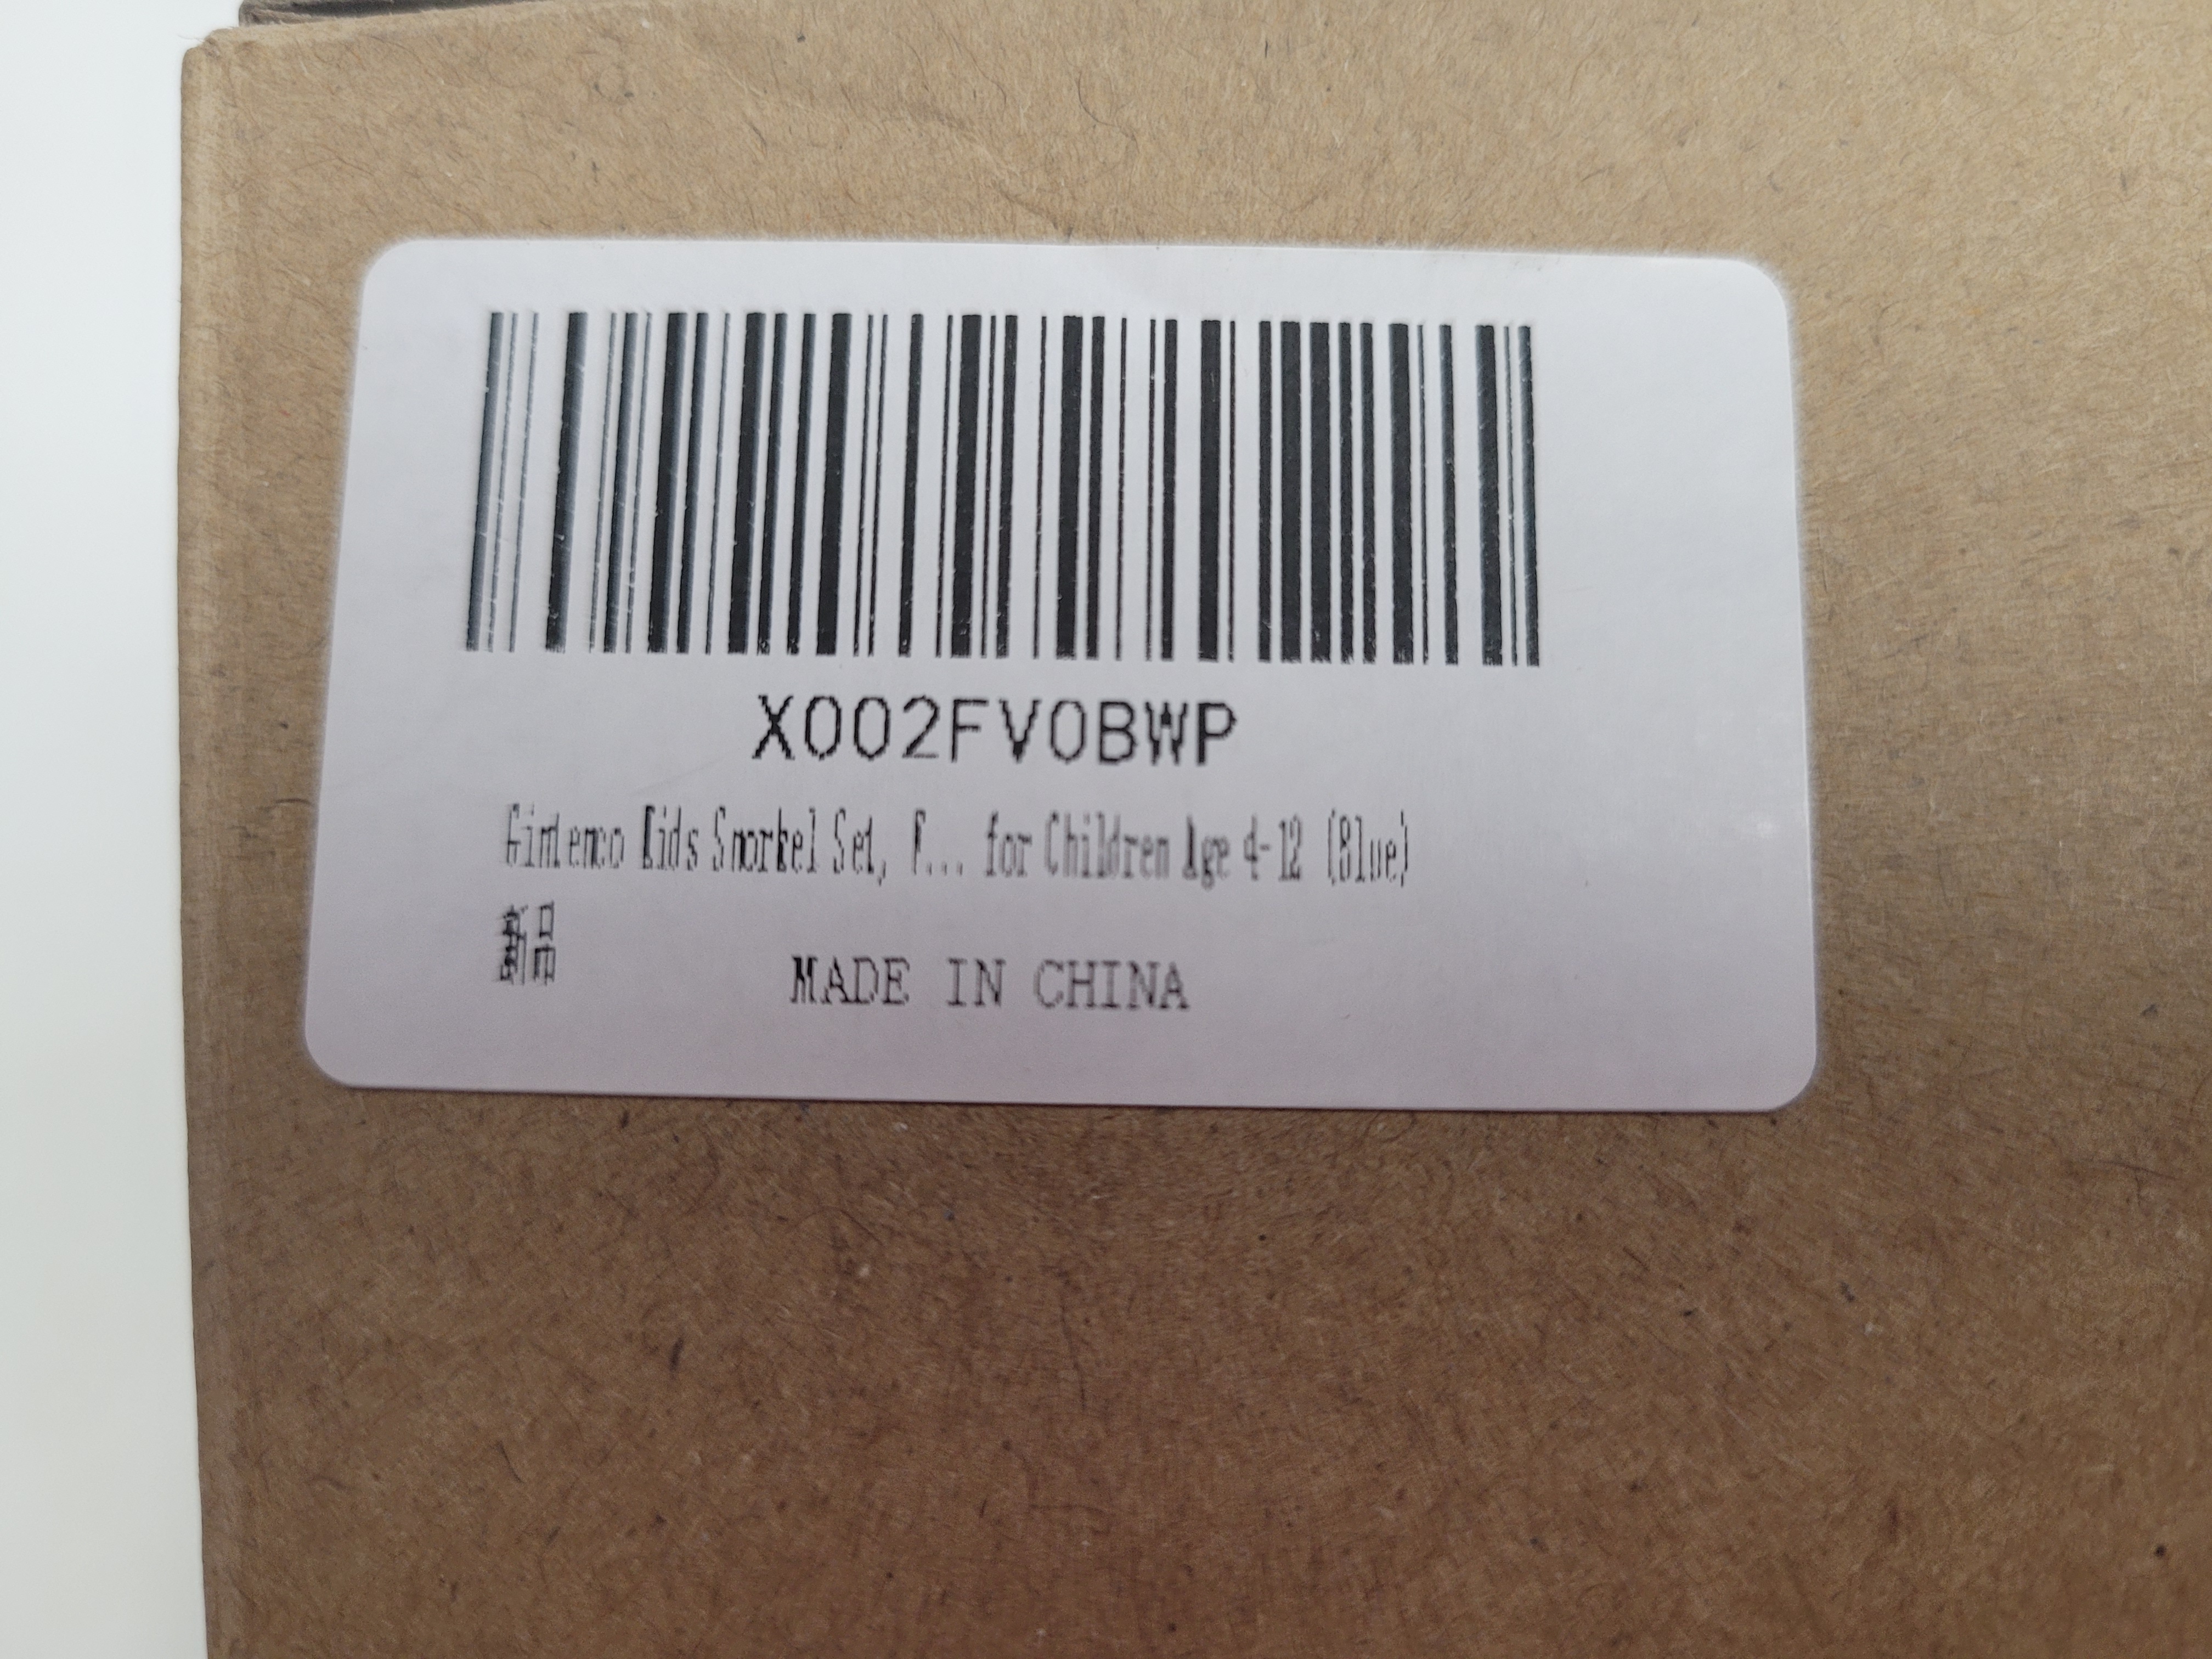 X002FV0BWP
Gintenco Kids Snorkel Set, F... for Children Age 4-12 (Blue)
新品
MADE IN CHINA